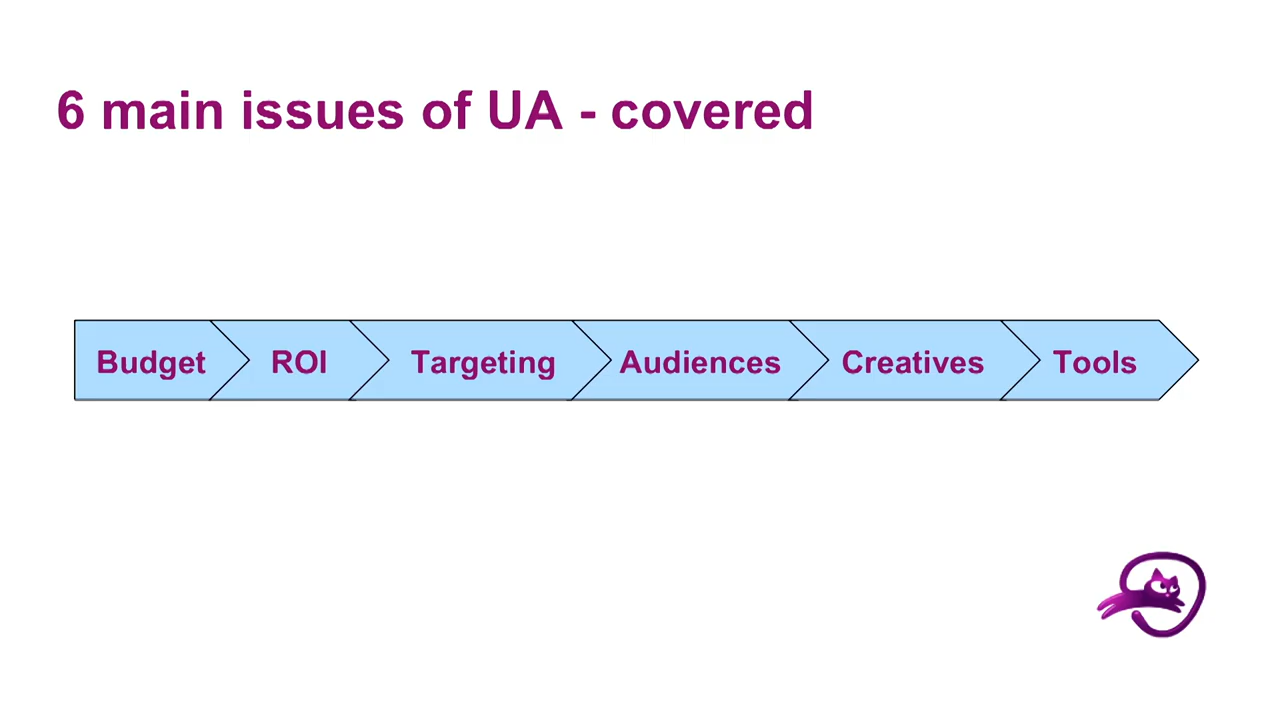 6 main issues of UA - covered
Budget ROI Targeting Audiences Creatives Tools